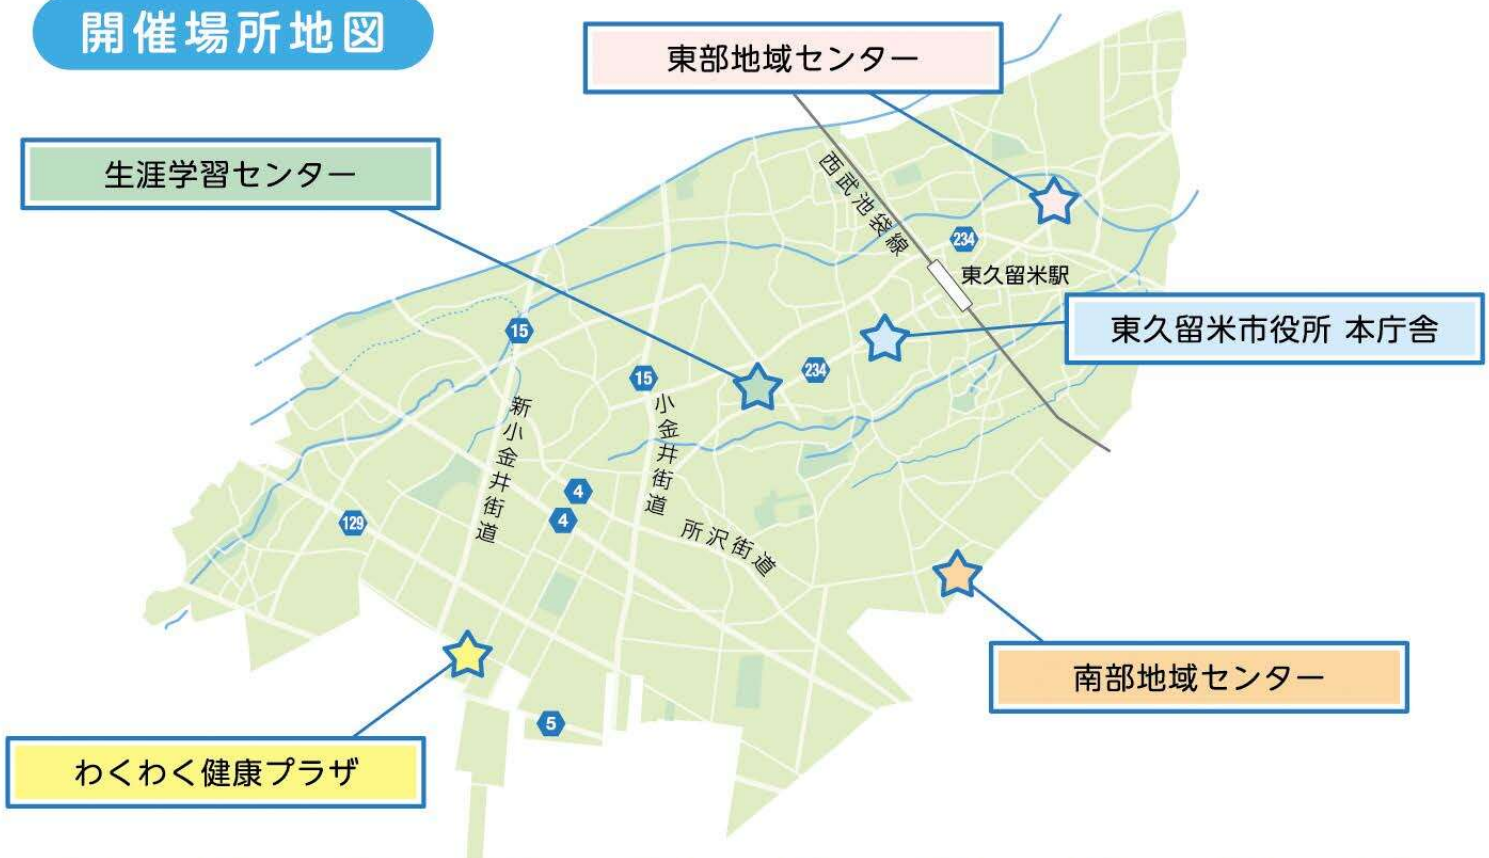 開催場所地図
東部地域センター
生涯学習センター
西武池袋線
234
東久留米駅
東久留米市役所 本庁舎
15
15
234
新小金井街道
小金井街道
4
4
129
所沢街道
南部地域センター
5
わくわく健康プラザ